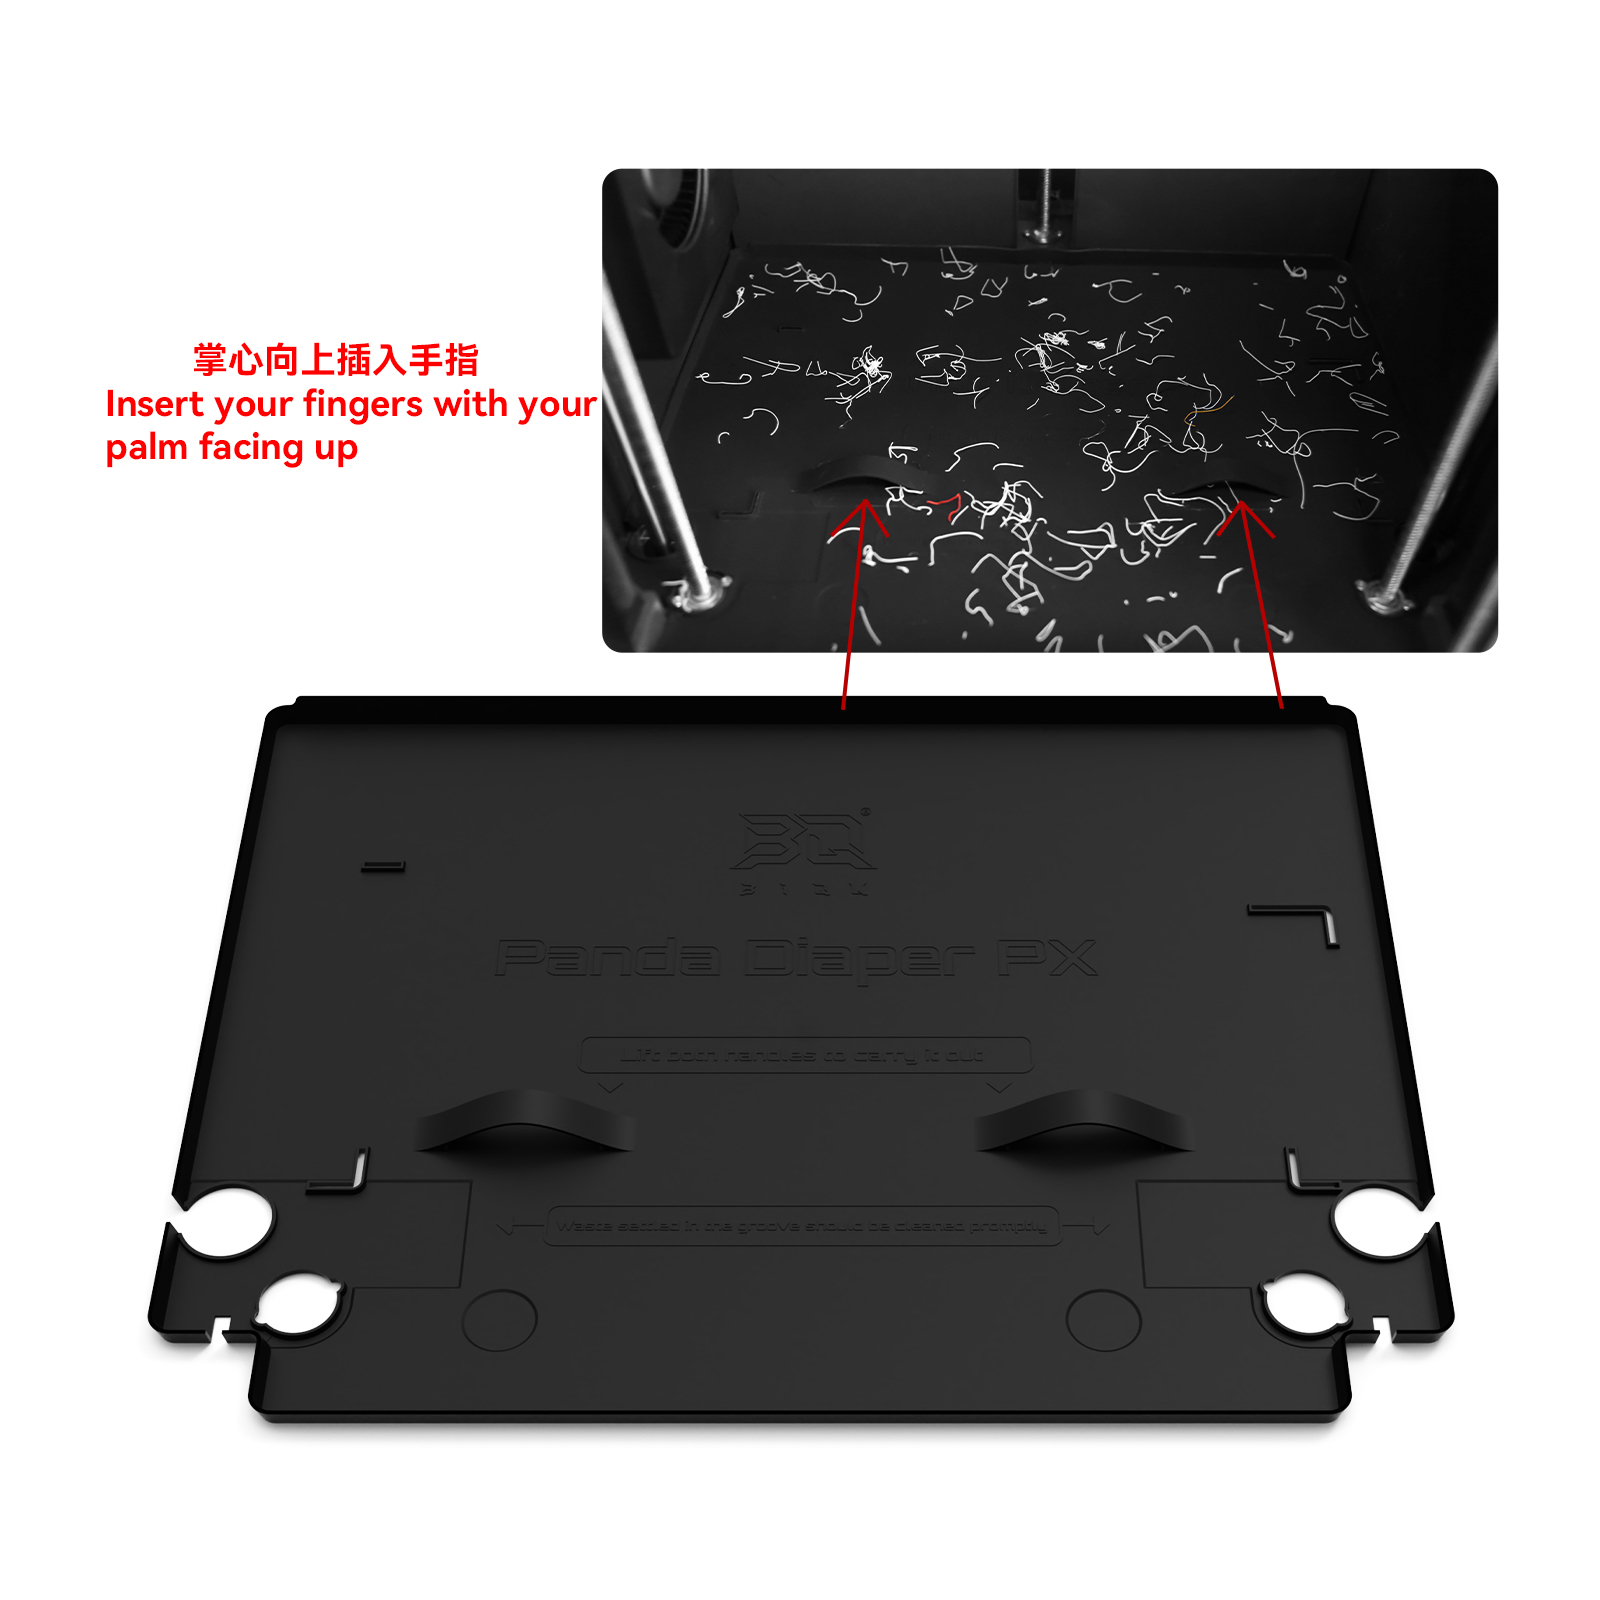 掌心向上插入手指
Insert your fingers with your
palm facing up
BQ®
BIQU
Panda Diaper PX
Lift both handles to carry it out
Waste settled in the groove should be cleaned promptly